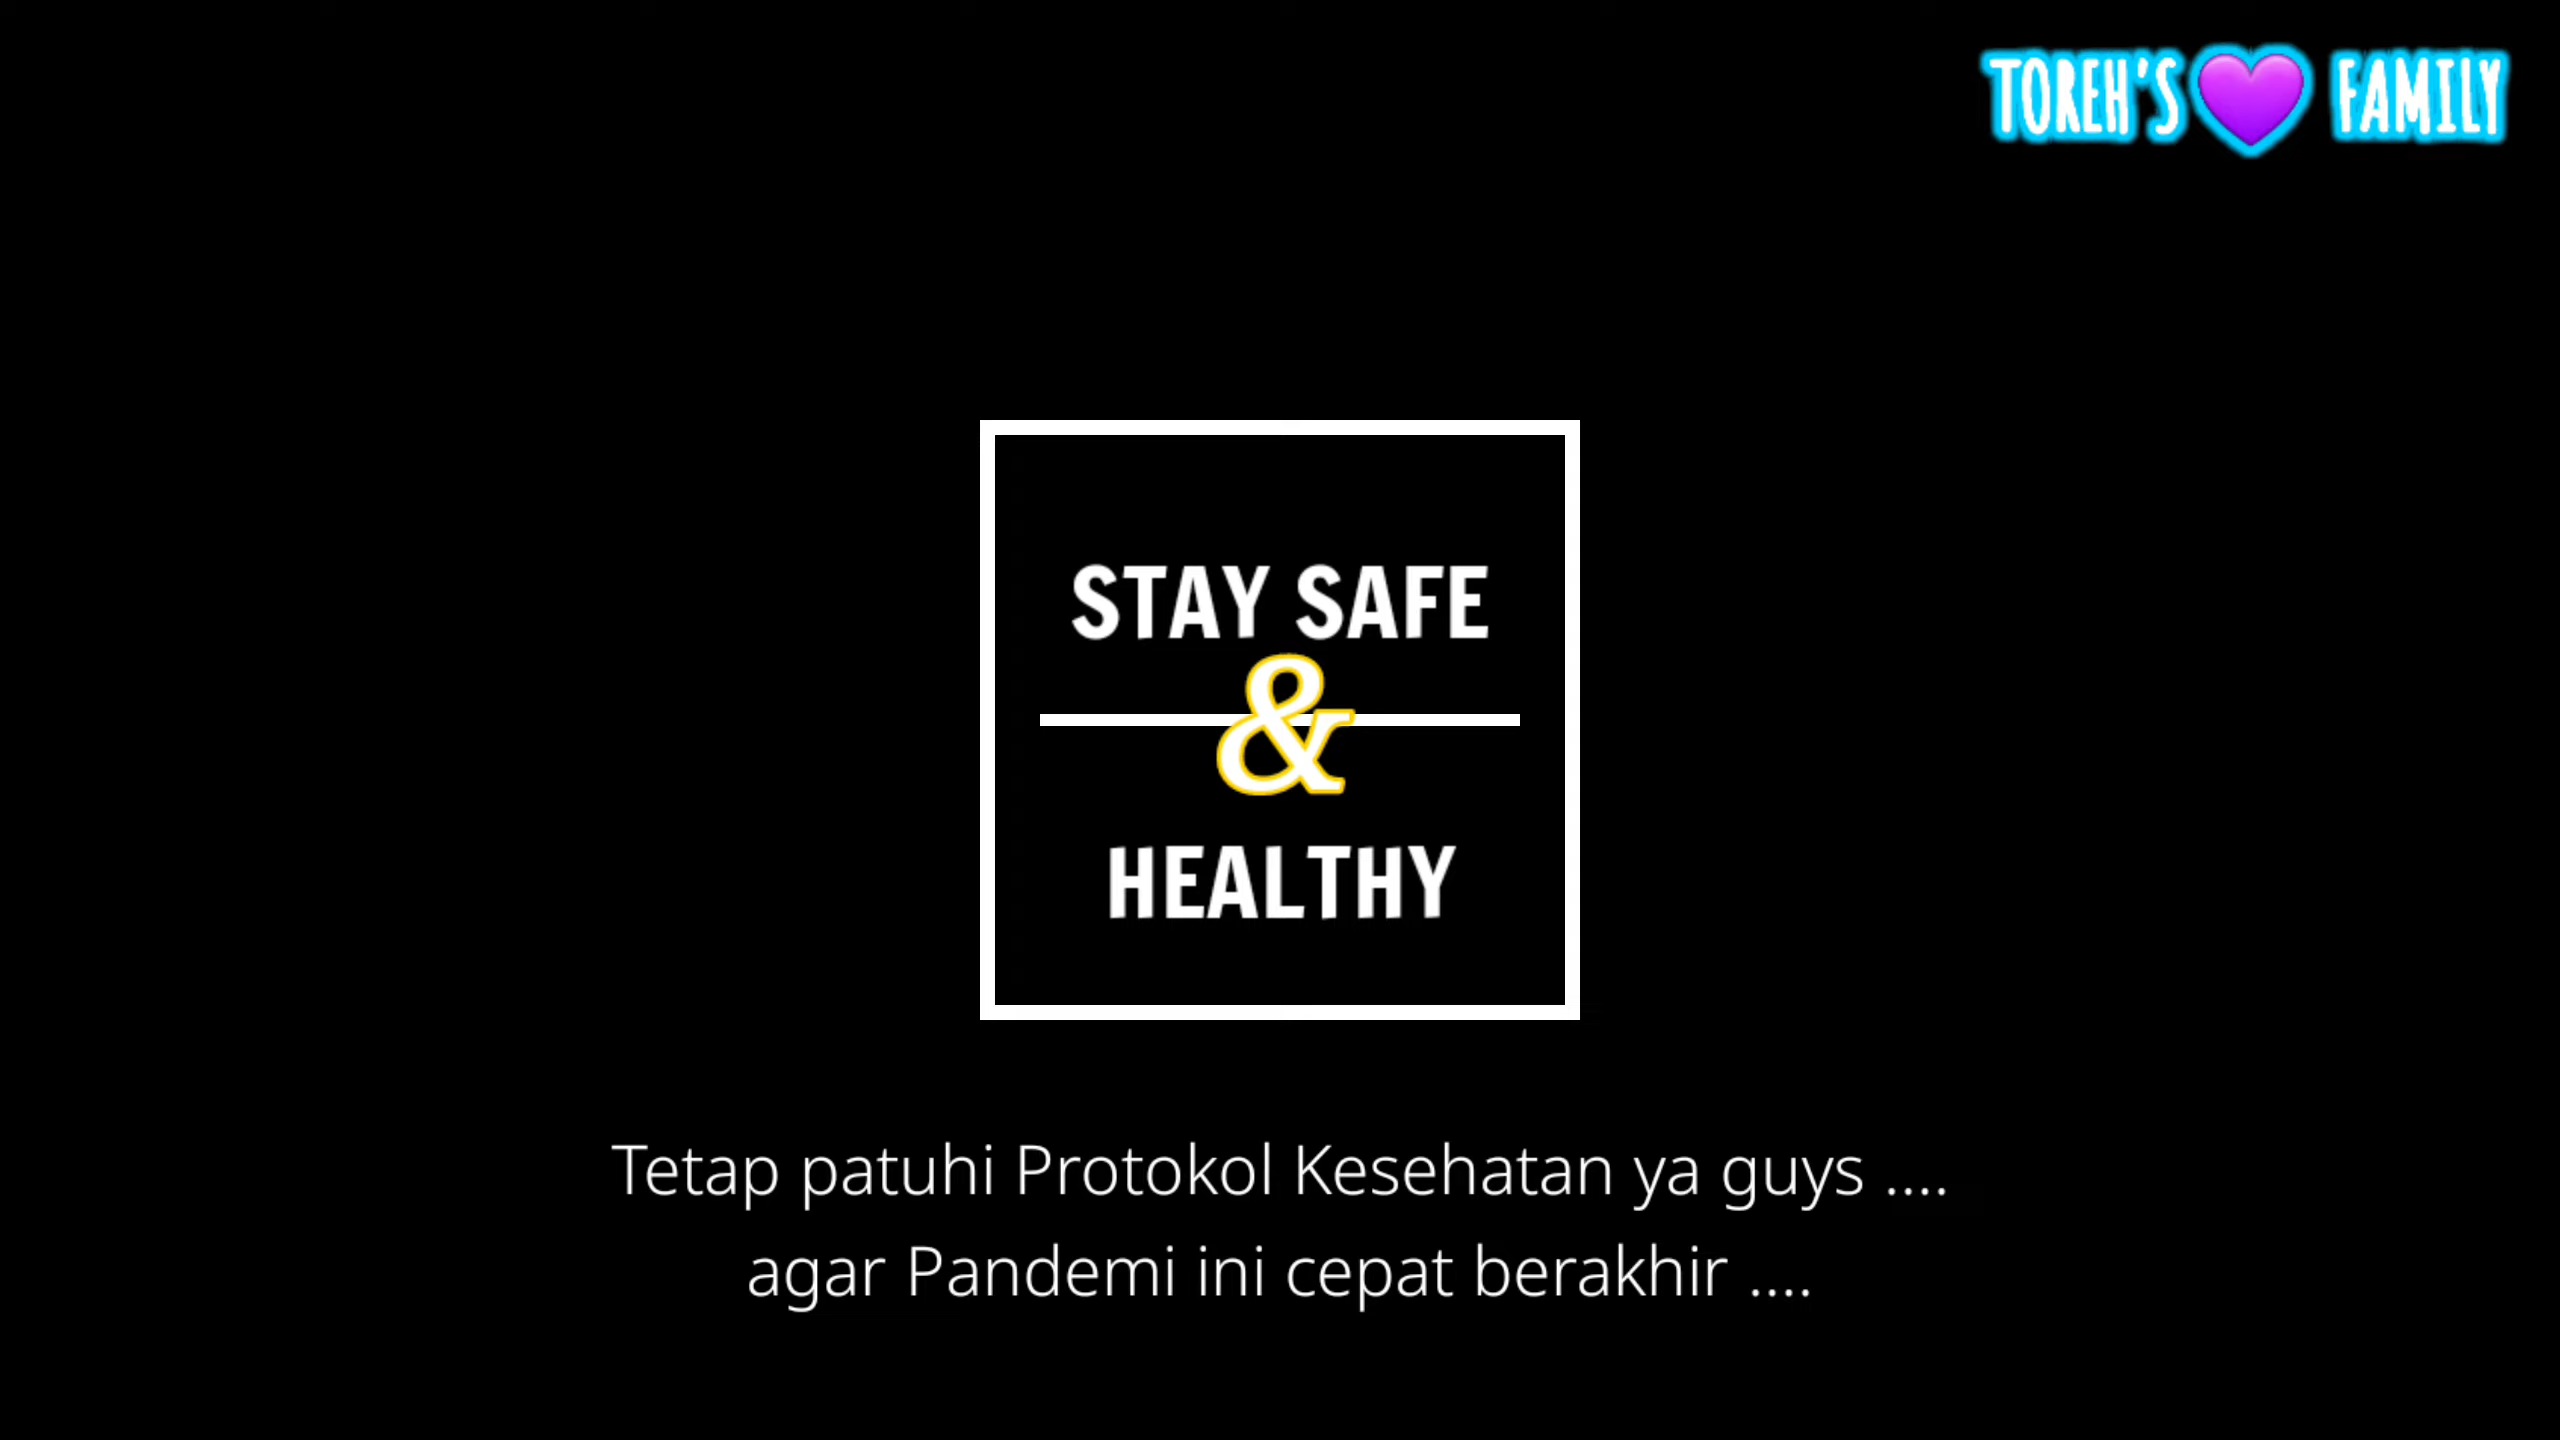 TOREH'S 💜 FAMILY
STAY SAFE
&
HEALTHY
Tetap patuhi Protokol Kesehatan ya guys ....
agar Pandemi ini cepat berakhir ....